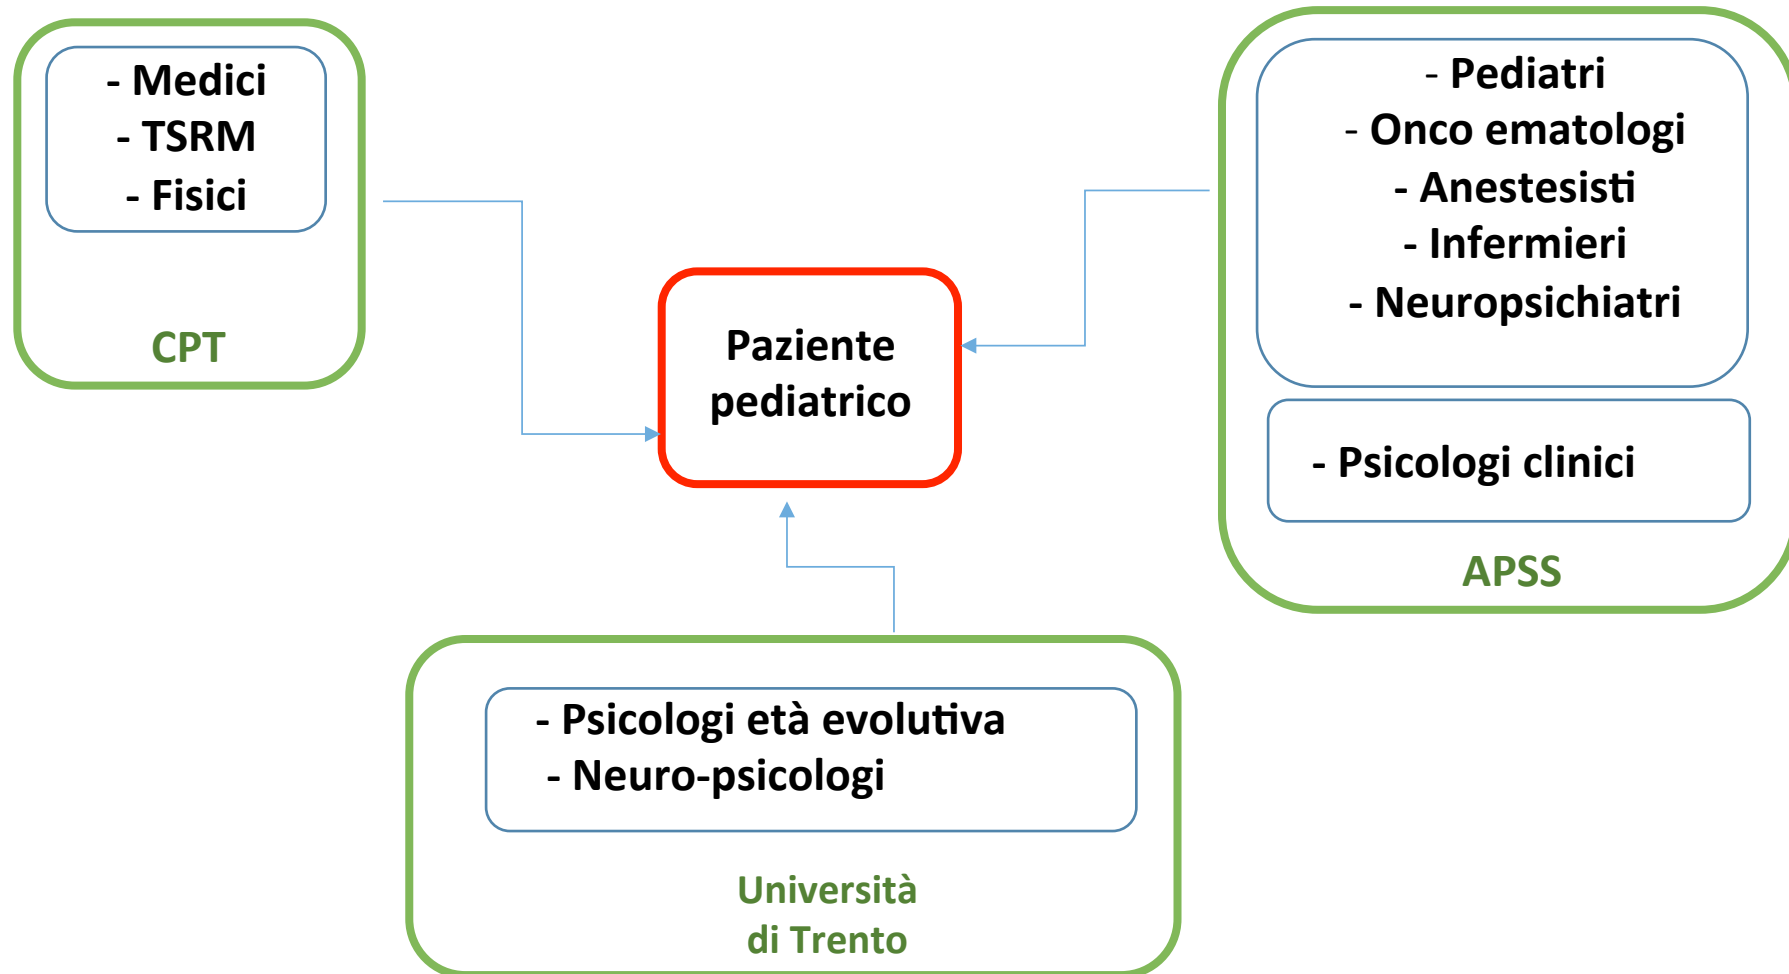 - Medici
- TSRM
- Fisici
CPT
Paziente
pediatrico
- Pediatri
- Onco ematologi
- Anestesisti
- Infermieri
- Neuropsichiatri
- Psicologi clinici
APSS
- Psicologi età evolutiva
- Neuro-psicologi
Università
di Trento